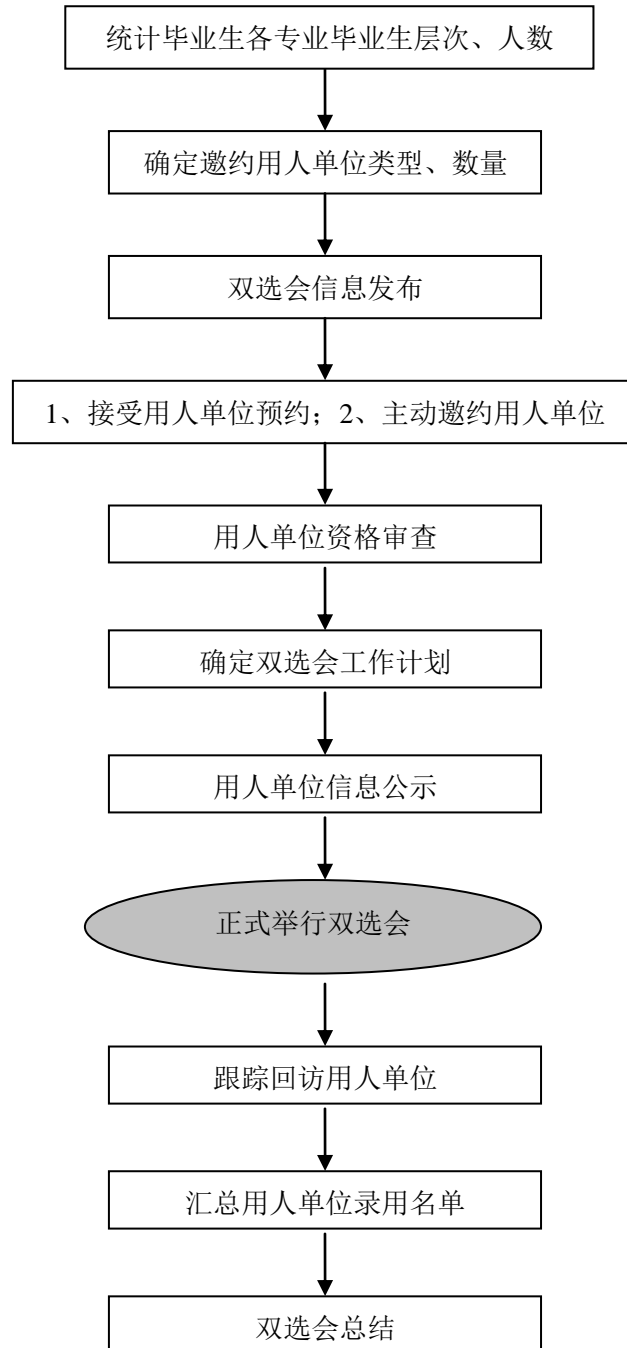 统计毕业生各专业毕业生层次、人数
确定邀约用人单位类型、数量
双选会信息发布
1、接受用人单位预约；2、主动邀约用人单位
用人单位资格审查
确定双选会工作计划
用人单位信息公示
正式举行双选会
跟踪回访用人单位
汇总用人单位录用名单
双选会总结